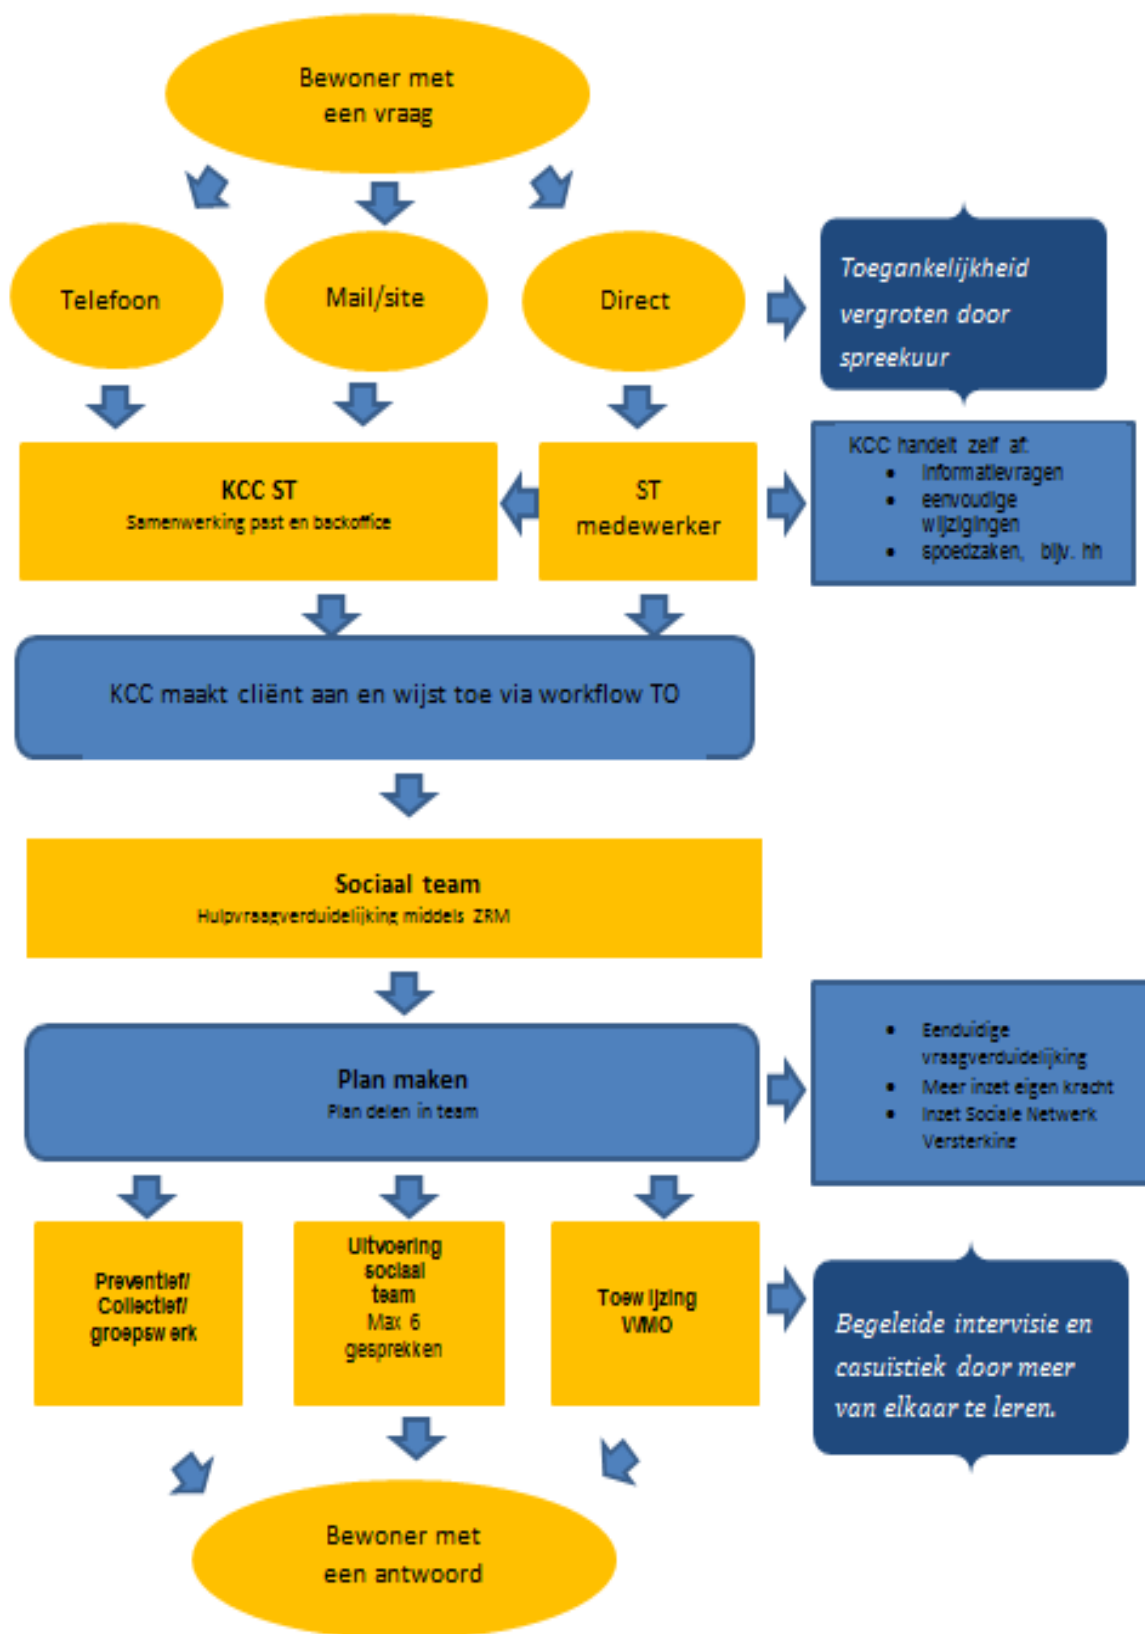 Bewoner met
een vraag
Telefoon
Mail/site
Direct
Toegankelijkheid
vergroten door
spreekuur
KCC ST
Samenwerking past en backoffice
ST
medewerker
KCC handelt zelf af:
• informatievragen
• eenvoudige
wijzigingen
• spoedzaken, bijv. hh
KCC maakt cliënt aan en wijst toe via workflow TO
Sociaal team
Hulpvraagverduidelijking middels ZRM
Plan maken
Plan delen in team
• Eenduidige
vraagverduidelijking
• Meer inzet eigen kracht
• Inzet Sociale Netwerk
Versterking
Preventief/
Collectief/
groepswerk
Uitvoering
sociaal
team
Max 6
gesprekken
Toewijzing
WMO
Begeleide intervisie en
casuïstiek door meer
van elkaar te leren.
Bewoner met
een antwoord